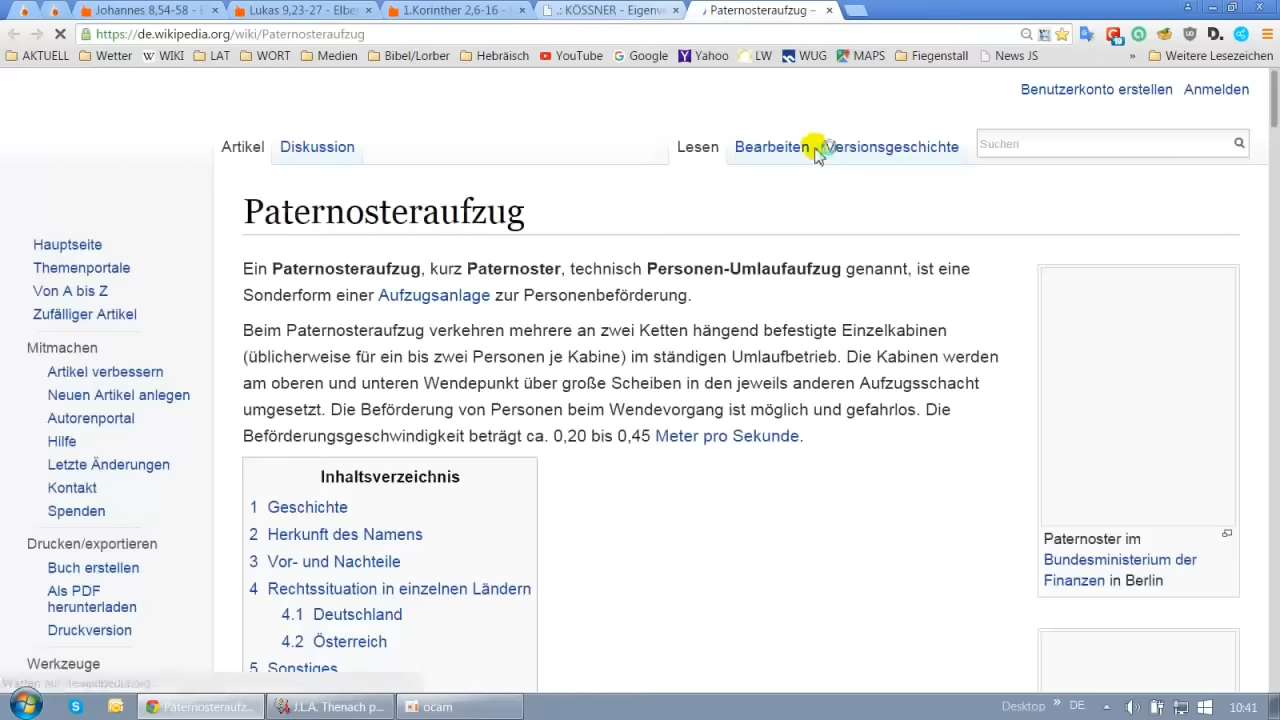 Johannes 8,54-58 - E
Lukas 9,23-27 - Elber
1.Korinther 2,6-16 -
.: KÖSSNER - Eigenve
Paternosteraufzug –
https://de.wikipedia.org/wiki/Paternosteraufzug
AKTUELL
Wetter
WIKI
LAT
WORT
Medien
Bibel/Lorber
Hebräisch
YouTube
Google
Yahoo
LW
WUG
MAPS
Fiegenstall
News JS
»
Weitere Lesezeichen
Benutzerkonto erstellen Anmelden
Artikel Diskussion Lesen Bearbeiten Versionsgeschichte Suchen
Paternosteraufzug
Hauptseite
Themenportale
Von A bis Z
Zufälliger Artikel
Mitmachen
Artikel verbessern
Neuen Artikel anlegen
Autorenportal
Hilfe
Letzte Änderungen
Kontakt
Spenden
Drucken/exportieren
Buch erstellen
Als PDF
herunterladen
Druckversion
Werkzeuge
Ein Paternosteraufzug, kurz Paternoster, technisch Personen-Umlaufaufzug genannt, ist eine
Sonderform einer Aufzugsanlage zur Personenbeförderung.
Beim Paternosteraufzug verkehren mehrere an zwei Ketten hängend befestigte Einzelkabinen
(üblicherweise für ein bis zwei Personen je Kabine) im ständigen Umlaufbetrieb. Die Kabinen werden
am oberen und unteren Wendepunkt über große Scheiben in den jeweils anderen Aufzugsschacht
umgesetzt. Die Beförderung von Personen beim Wendevorgang ist möglich und gefahrlos. Die
Beförderungsgeschwindigkeit beträgt ca. 0,20 bis 0,45 Meter pro Sekunde.
Inhaltsverzeichnis
1 Geschichte
2 Herkunft des Namens
3 Vor- und Nachteile
4 Rechtssituation in einzelnen Ländern
4.1 Deutschland
4.2 Österreich
5 Sonstiges
Paternoster im
Bundesministerium der
Finanzen in Berlin
Paternosteraufz...
J.L.A. Thenach p...
ocam
Desktop » DE 10:41